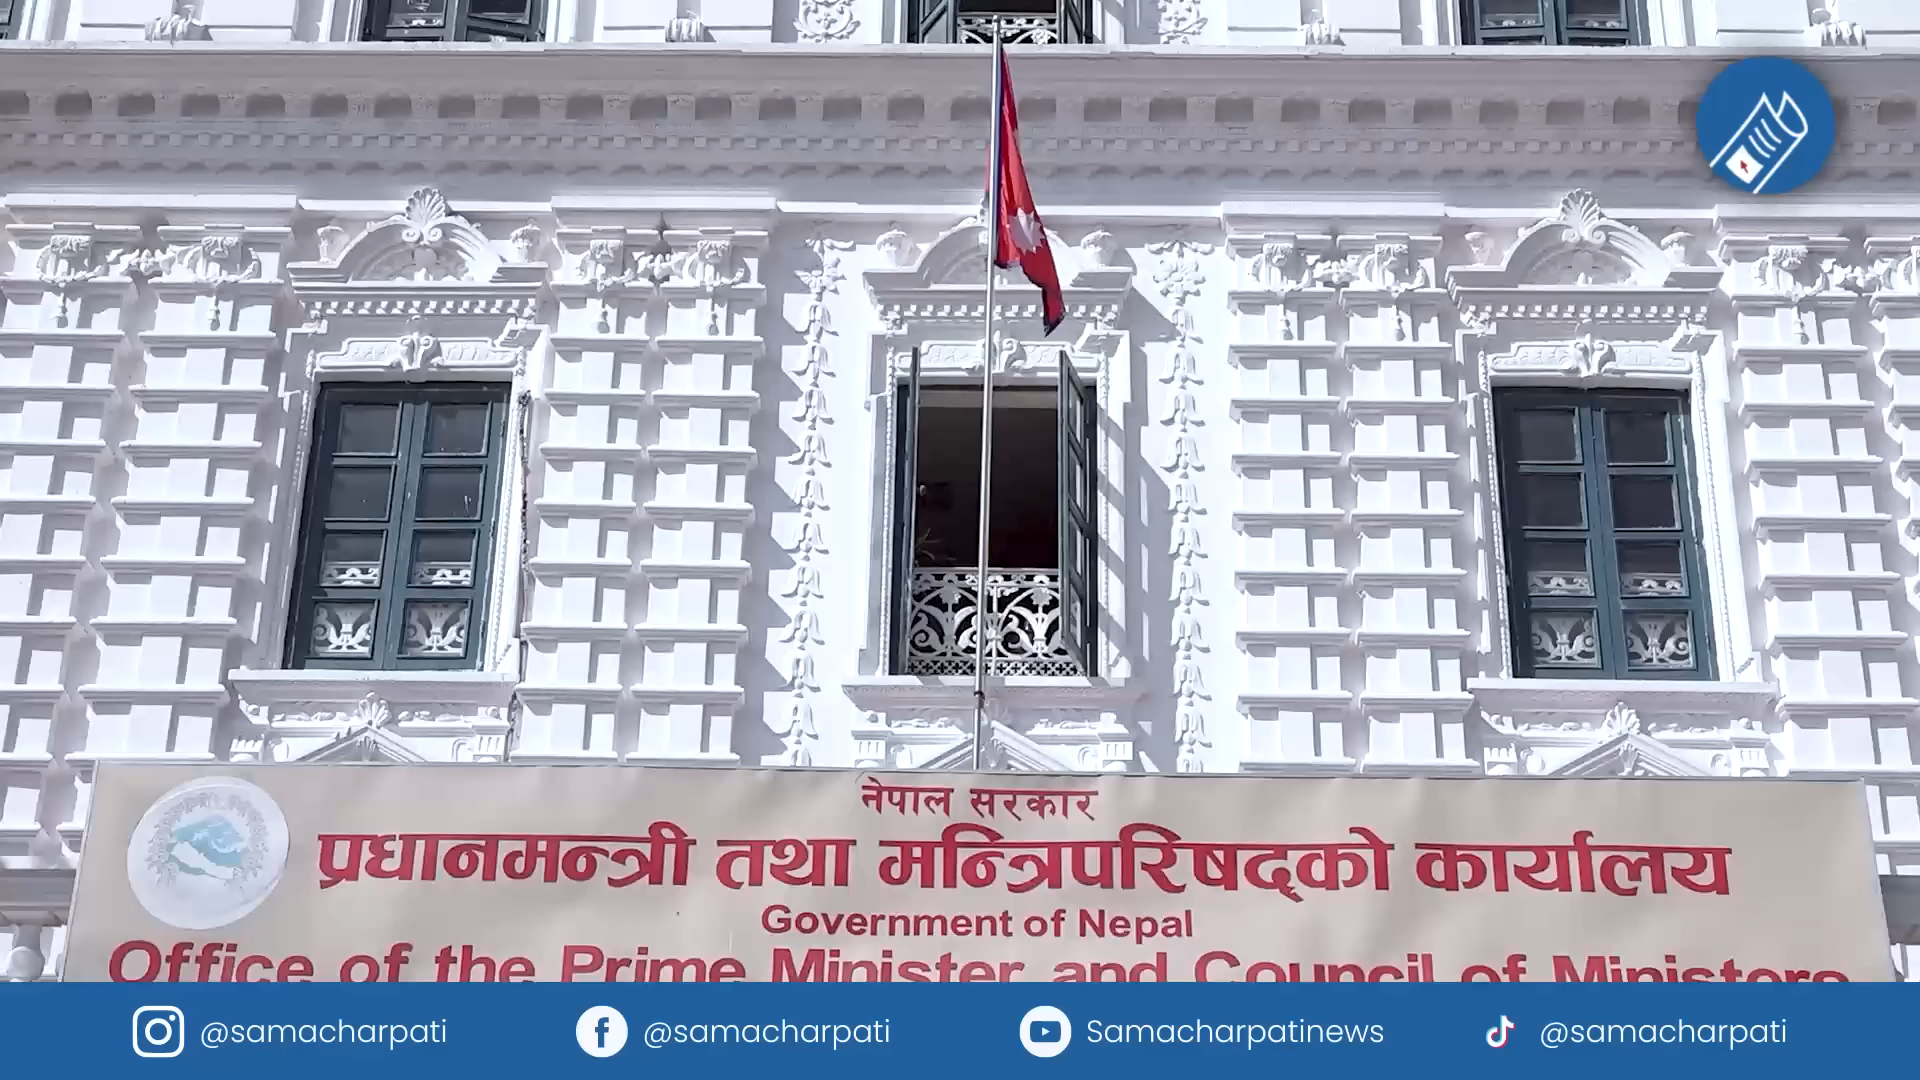 नेपाल सरकार
प्रधानमन्त्री तथा मन्त्रिपरिषद्को कार्यालय
Government of Nepal
Office of the Prime Minister and Council of Ministers
@samacharpati
@samacharpati
Samacharpatinews
@samacharpati